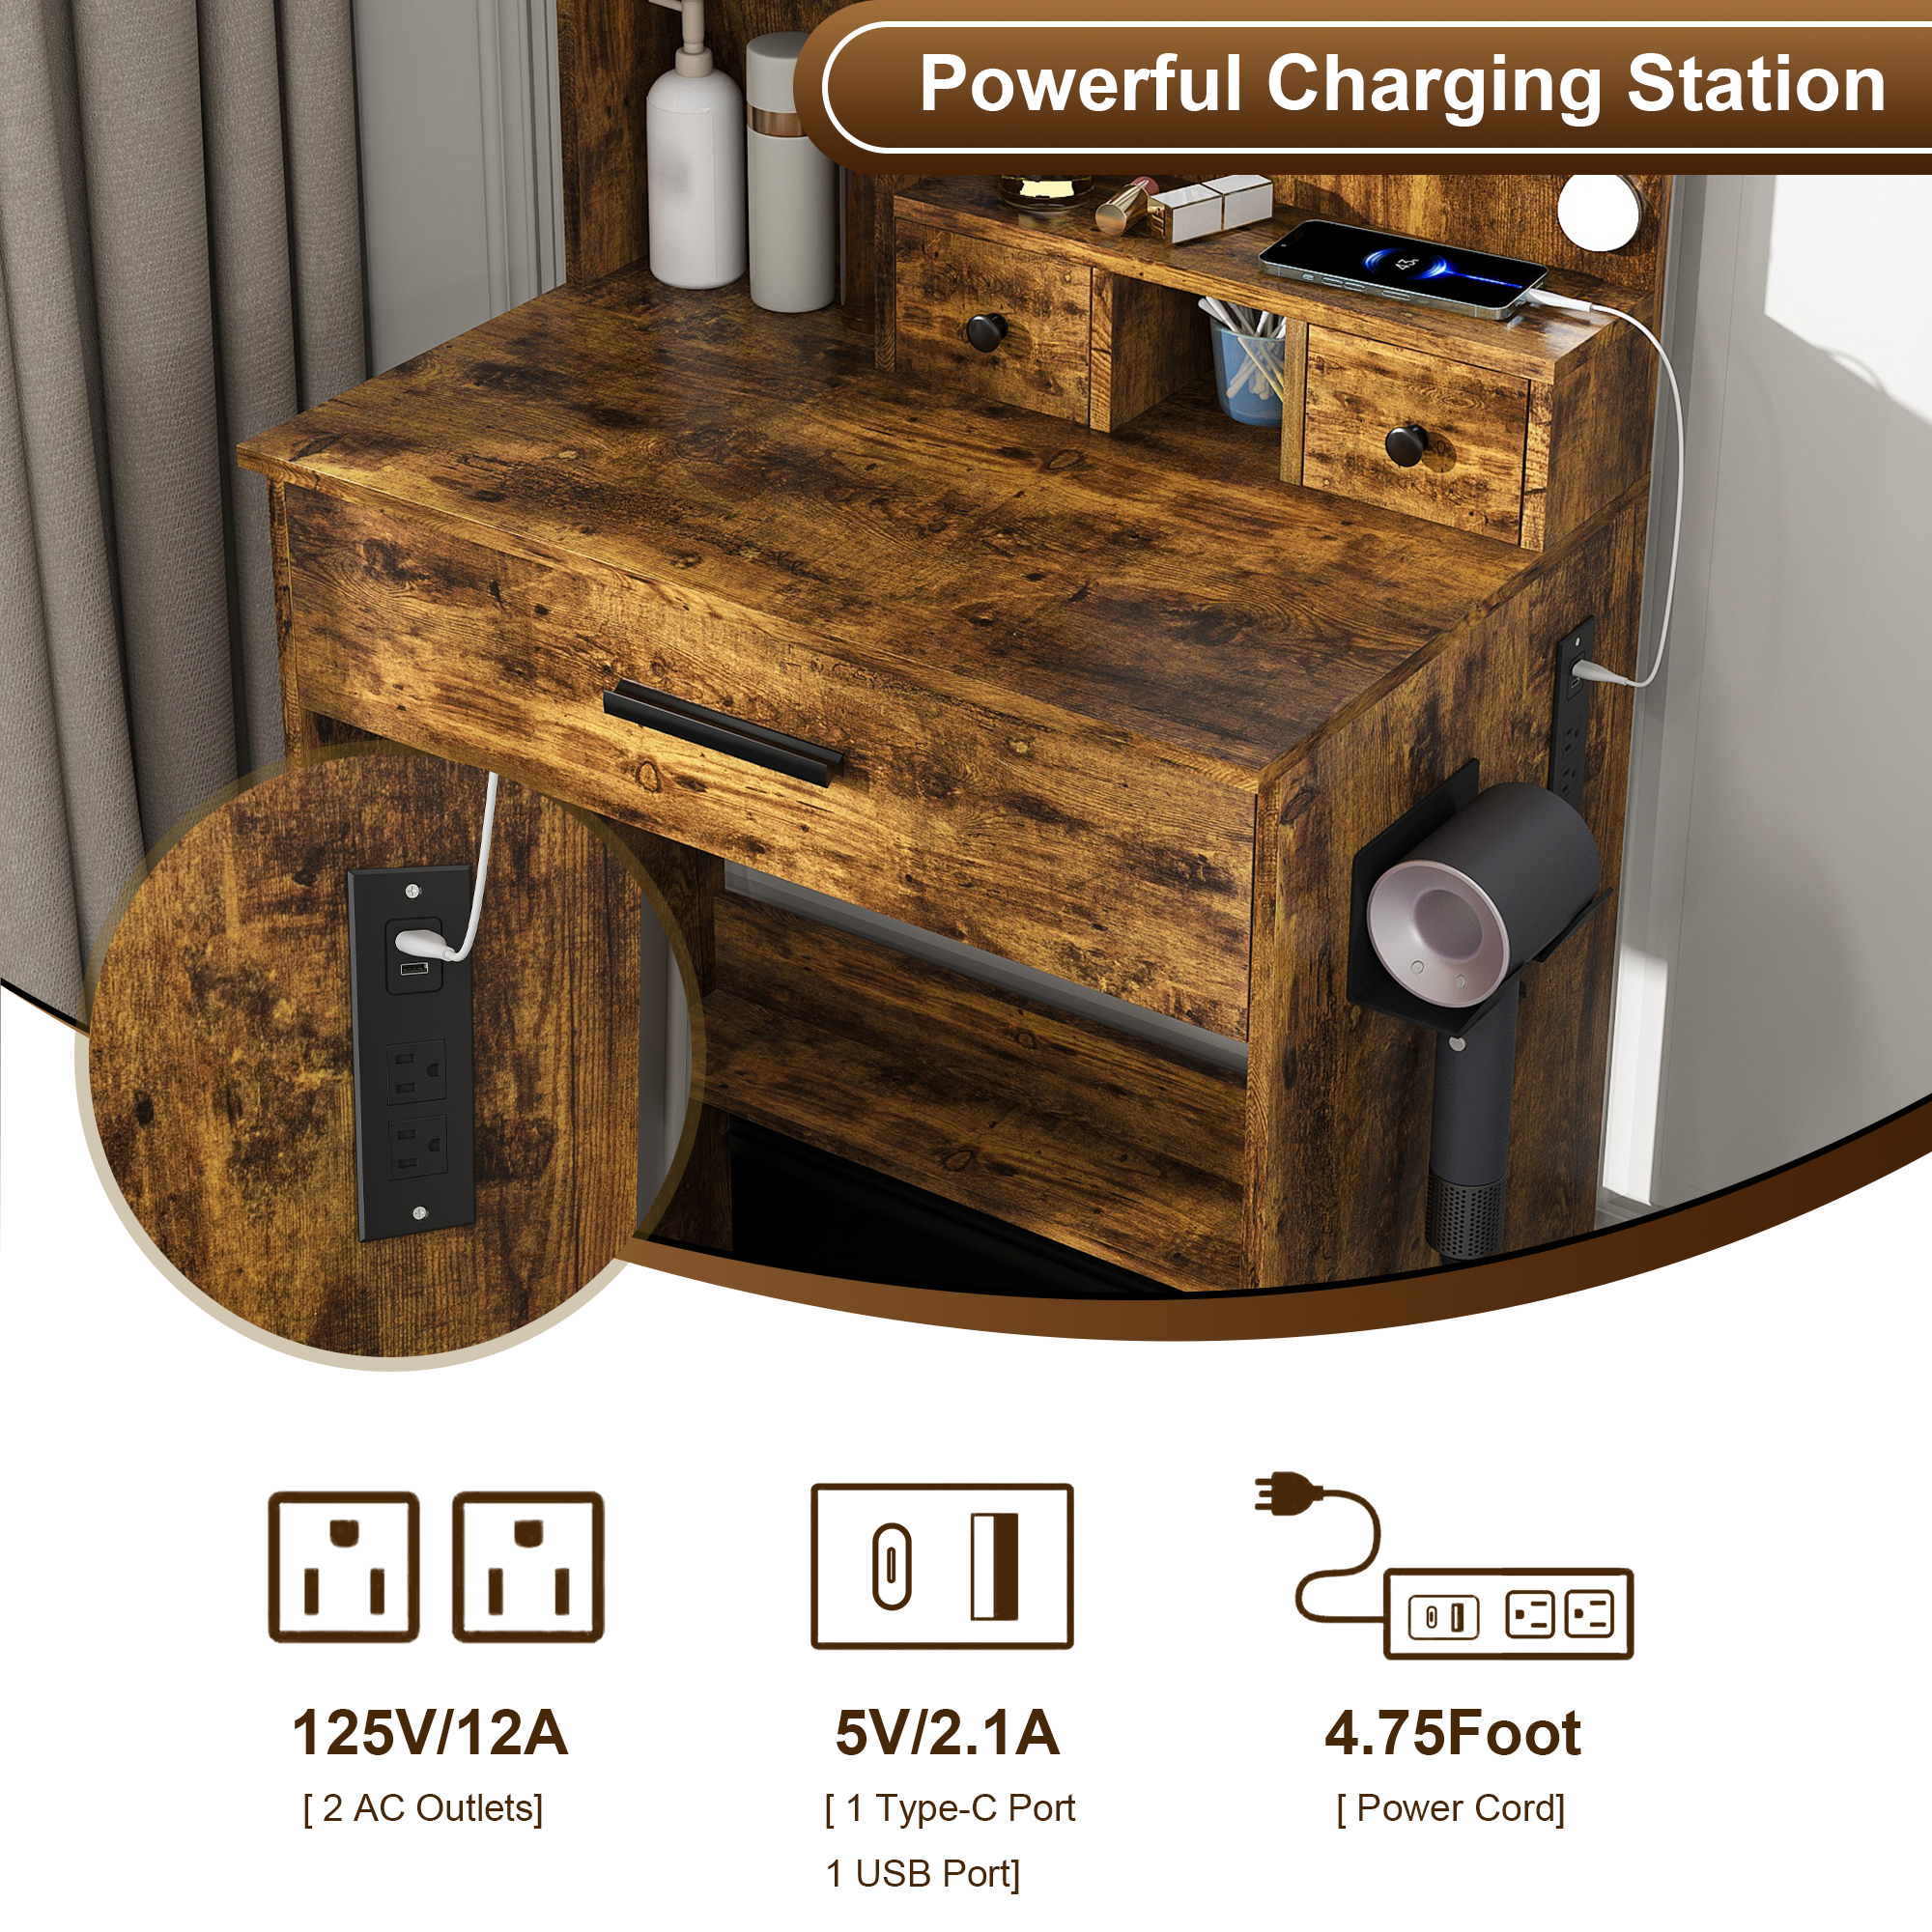 Powerful Charging Station
43%
125V/12A
[ 2 AC Outlets]
5V/2.1A
[ 1 Type-C Port
1 USB Port]
4.75Foot
[ Power Cord]